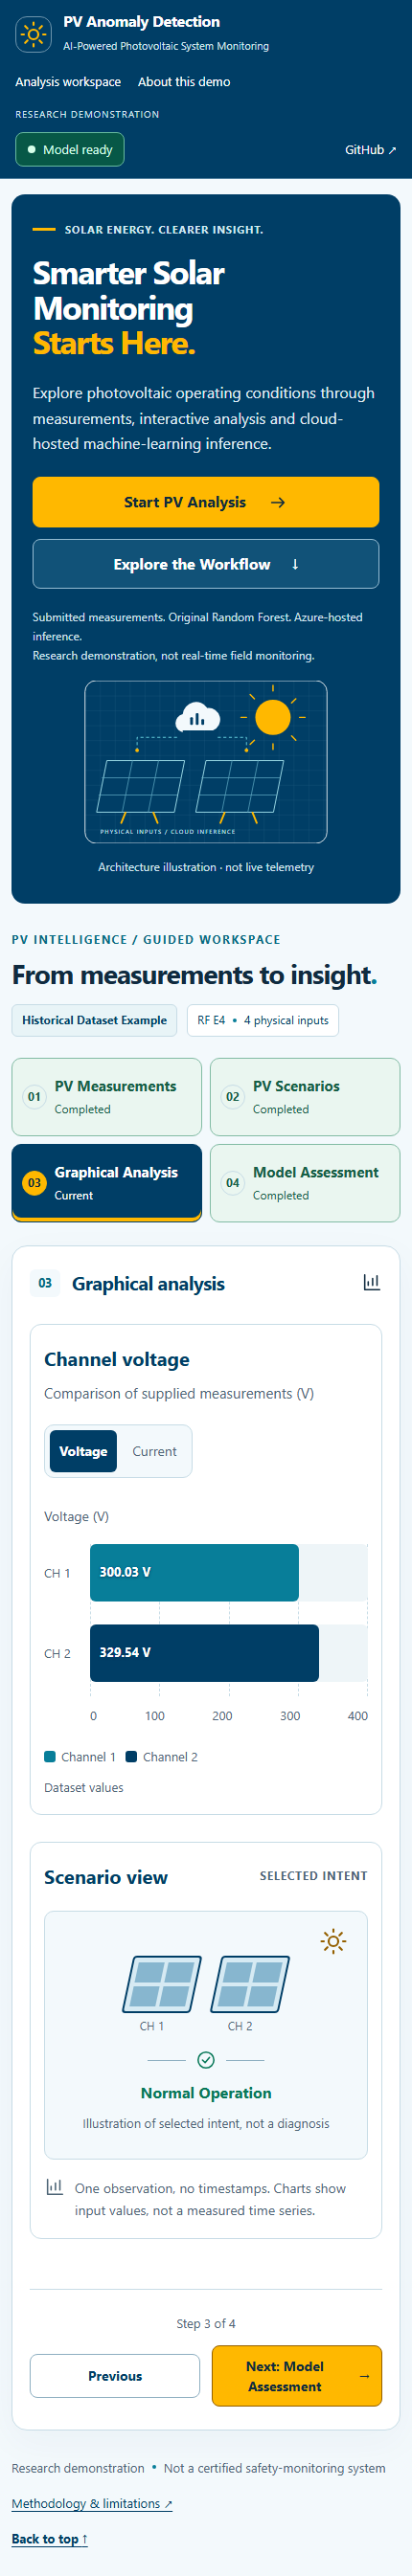 PV Anomaly Detection
AI-Powered Photovoltaic System Monitoring
Analysis workspace About this demo
RESEARCH DEMONSTRATION
Model ready
GitHub ↗
SOLAR ENERGY. CLEARER INSIGHT.
Smarter Solar
Monitoring
Starts Here.
Explore photovoltaic operating conditions through
measurements, interactive analysis and cloud-
hosted machine-learning inference.
Start PV Analysis →
Explore the Workflow ↓
Submitted measurements. Original Random Forest. Azure-hosted
inference.
Research demonstration, not real-time field monitoring.
PHYSICAL INPUTS / CLOUD INFERENCE
Architecture illustration · not live telemetry
PV INTELLIGENCE / GUIDED WORKSPACE
From measurements to insight.
Historical Dataset Example
RF E4 • 4 physical inputs
01 PV Measurements
Completed
02 PV Scenarios
Completed
03 Graphical Analysis
Current
04 Model Assessment
Completed
03 Graphical analysis
Channel voltage
Comparison of supplied measurements (V)
Voltage Current
Voltage (V)
CH 1 300.03 V
CH 2 329.54 V
0 100 200 300 400
Channel 1 Channel 2
Dataset values
Scenario view SELECTED INTENT
CH 1 CH 2
Normal Operation
Illustration of selected intent, not a diagnosis
One observation, no timestamps. Charts show
input values, not a measured time series.
Step 3 of 4
Previous
Next: Model
Assessment →
Research demonstration • Not a certified safety-monitoring system
Methodology & limitations ↗
Back to top ↑